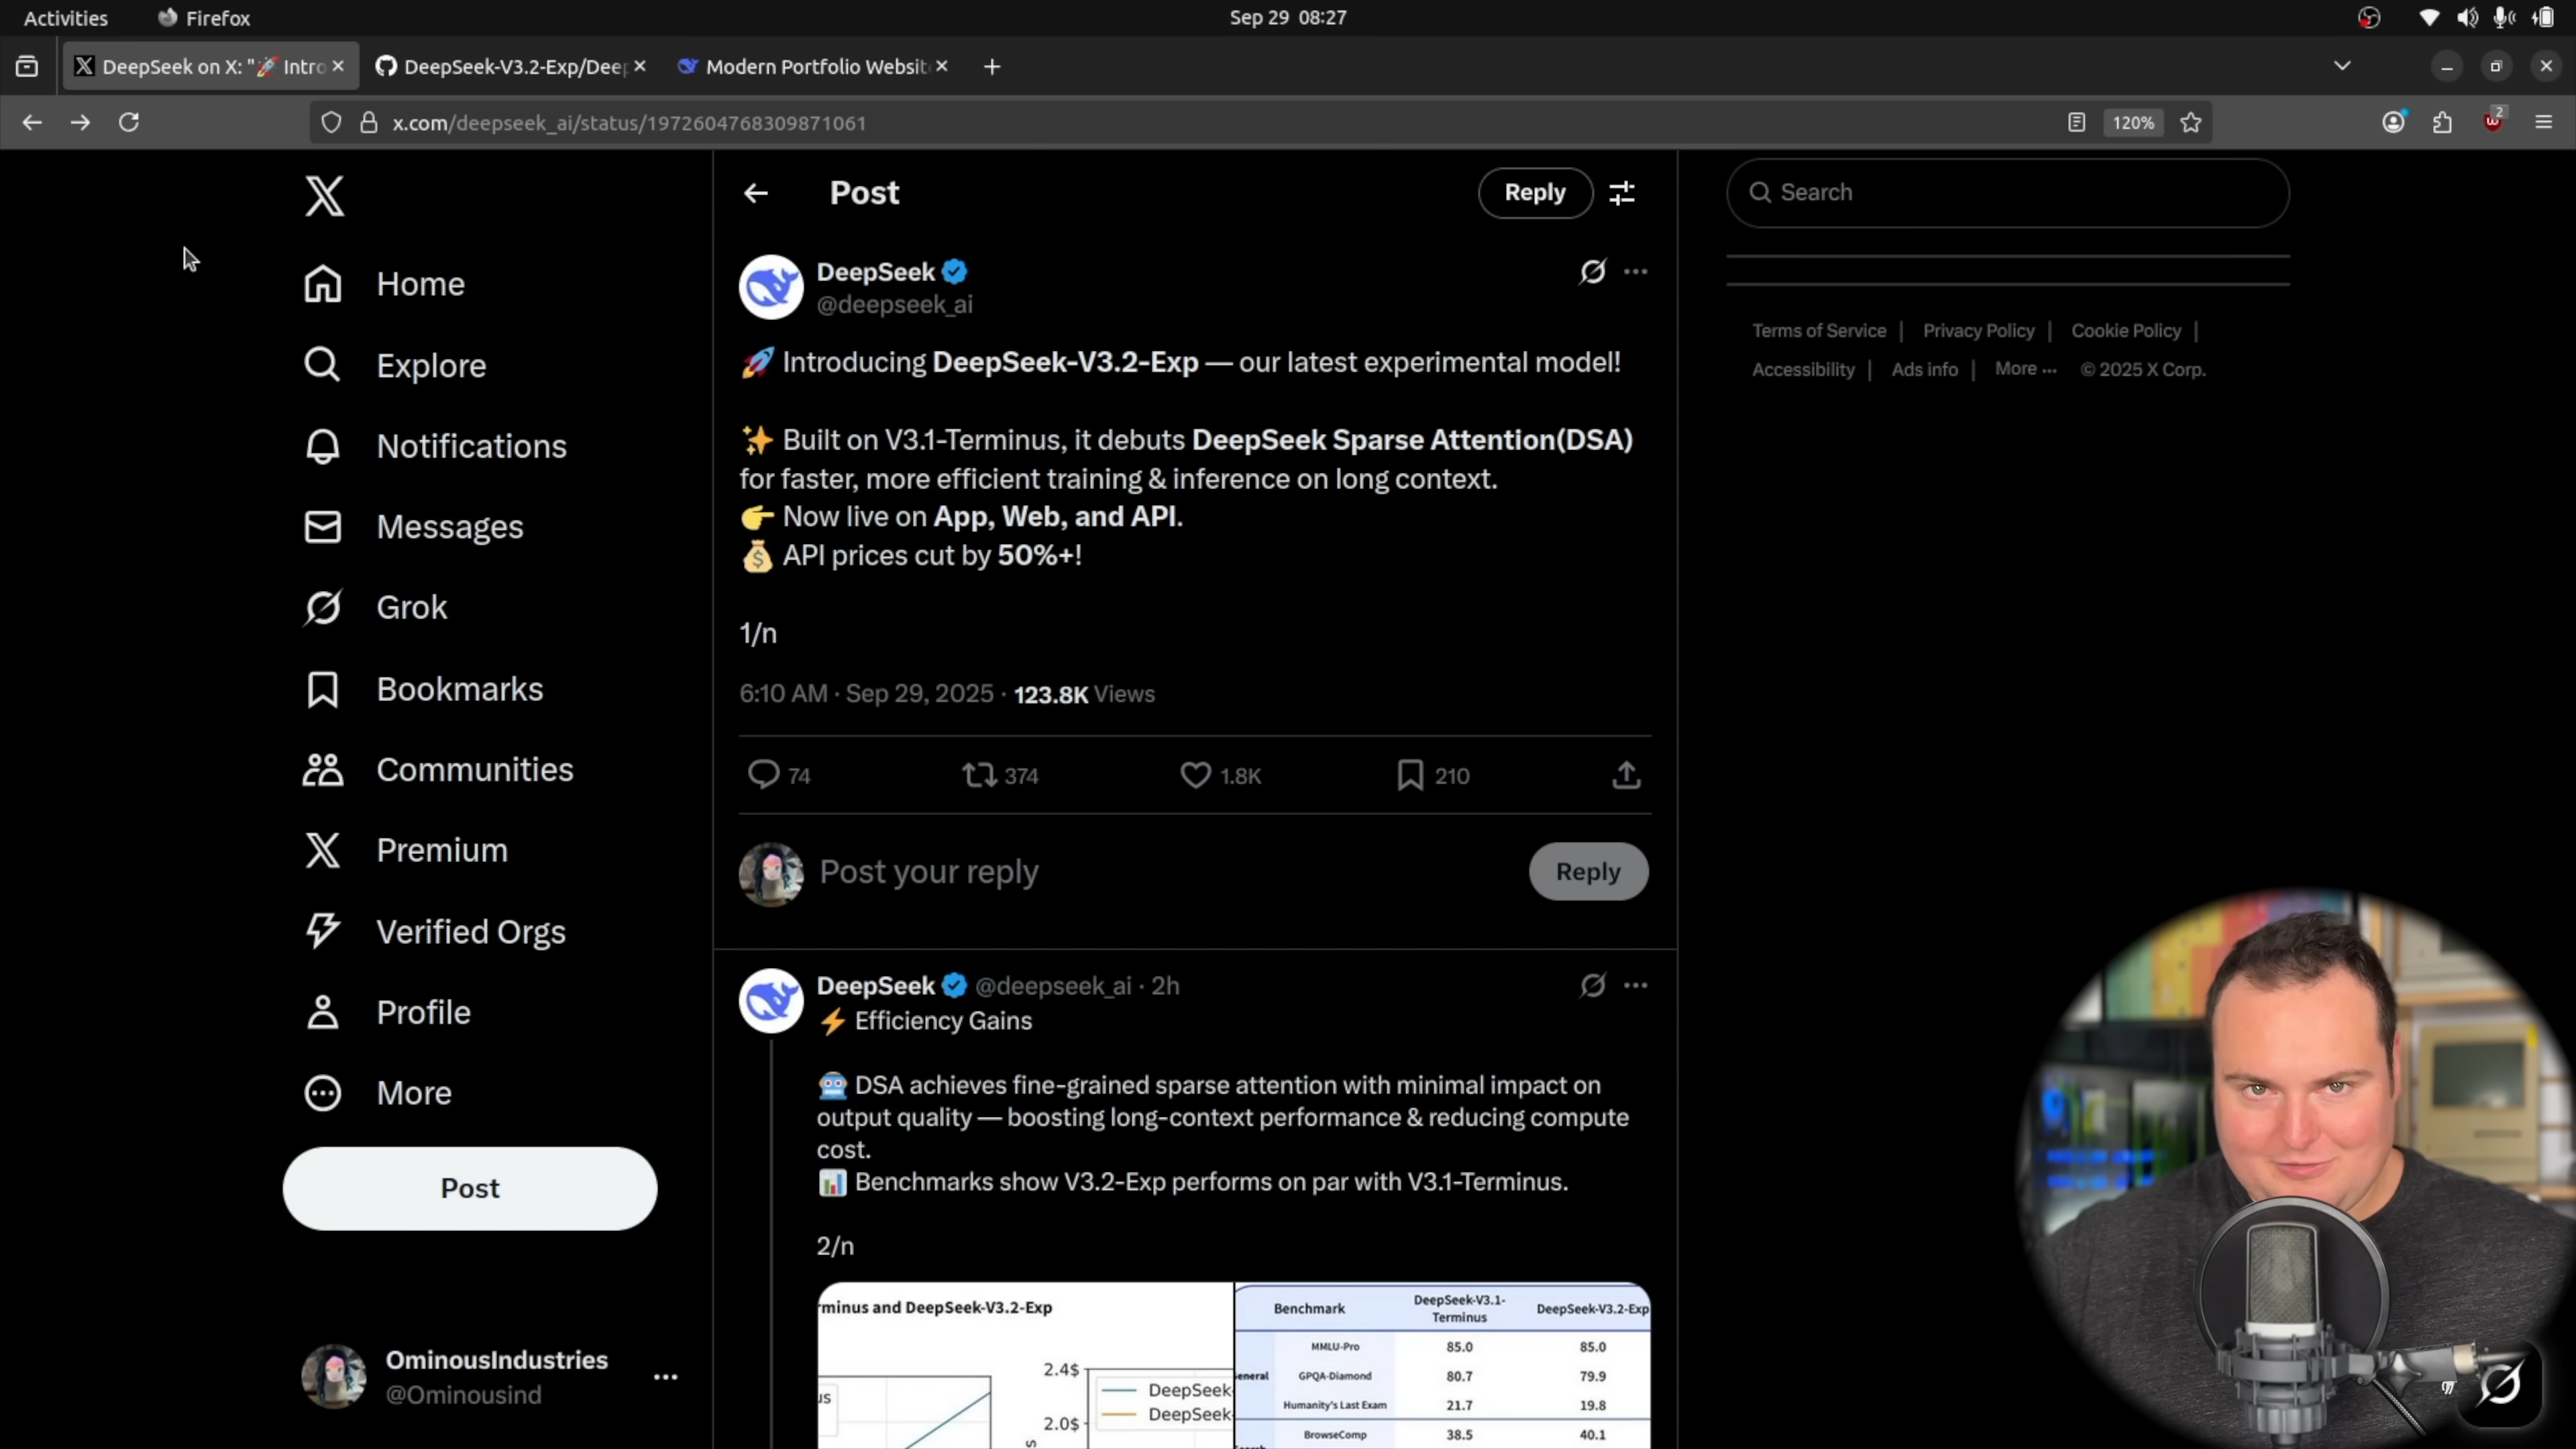 Activities
Firefox
Sep 29 08:27
DeepSeek on X: "🚀 Intro
DeepSeek-V3.2-Exp/Deep
Modern Portfolio Websit
x.com/deepseek_ai/status/1972604768309871061
120%
2
Home
Explore
Notifications
Messages
Grok
Bookmarks
Communities
Premium
Verified Orgs
Profile
More
Post
OminousIndustries
@Ominousind
Post
Reply
DeepSeek
@deepseek_ai
🚀 Introducing DeepSeek-V3.2-Exp — our latest experimental model!
✨ Built on V3.1-Terminus, it debuts DeepSeek Sparse Attention(DSA)
for faster, more efficient training & inference on long context.
👉 Now live on App, Web, and API.
💰 API prices cut by 50%+!
1/n
6:10 AM · Sep 29, 2025 · 123.8K Views
74 374 1.8K 210
Post your reply
Reply
DeepSeek @deepseek_ai · 2h
⚡ Efficiency Gains
🤖 DSA achieves fine-grained sparse attention with minimal impact on
output quality — boosting long-context performance & reducing compute
cost.
📊 Benchmarks show V3.2-Exp performs on par with V3.1-Terminus.
2/n
rminus and DeepSeek-V3.2-Exp
us
2.4$
2.0$
DeepSeek-
DeepSeek-
Benchmark DeepSeek-V3.1-
Terminus DeepSeek-V3.2-Exp
MMLU-Pro 85.0 85.0
General GPQA-Diamond 80.7 79.9
Humanity's Last Exam 21.7 19.8
BrowseComp 38.5 40.1
Search
Terms of Service | Privacy Policy | Cookie Policy |
Accessibility | Ads info | More ··· © 2025 X Corp.